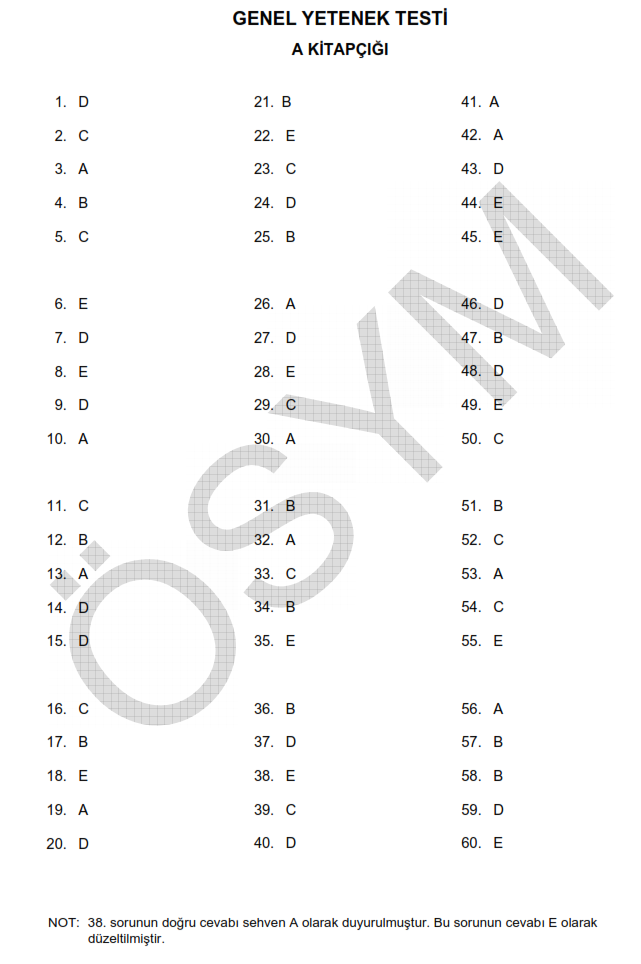 GENEL YETENEK TESTİ
A KİTAPÇIĞI
1. D
2. C
3. A
4. B
5. C
6. E
7. D
8. E
9. D
10. A
11. C
12. B
13. A
14. D
15. D
16. C
17. B
18. E
19. A
20. D
21. B
22. E
23. C
24. D
25. B
26. A
27. D
28. E
29. C
30. A
31. B
32. A
33. C
34. B
35. E
36. B
37. D
38. E
39. C
40. D
41. A
42. A
43. D
44. E
45. E
46. D
47. B
48. D
49. E
50. C
51. B
52. C
53. A
54. C
55. E
56. A
57. B
58. B
59. D
60. E
ÖSYM
NOT: 38. sorunun doğru cevabı sehven A olarak duyurulmuştur. Bu sorunun cevabı E olarak
düzeltilmiştir.